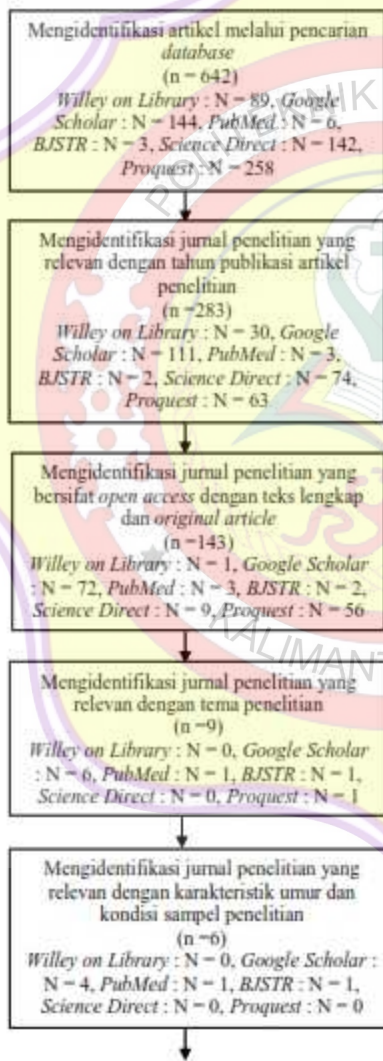 Mengidentifikasi artikel melalui pencarian
database
(n = 642)
Willey on Library : N = 89, Google
Scholar : N = 144, PubMed : N = 6,
BJSTR : N = 3, Science Direct : N = 142,
Proquest : N = 258
Mengidentifikasi jurnal penelitian yang
relevan dengan tahun publikasi artikel
penelitian
(n =283)
Willey on Library : N = 30, Google
Scholar : N = 111, PubMed : N = 3,
BJSTR : N = 2, Science Direct : N = 74,
Proquest : N = 63
Mengidentifikasi jurnal penelitian yang
bersifat open access dengan teks lengkap
dan original article
(n =143)
Willey on Library : N = 1, Google Scholar
: N = 72, PubMed : N = 3, BJSTR : N = 2,
Science Direct : N = 9, Proquest : N = 56
Mengidentifikasi jurnal penelitian yang
relevan dengan tema penelitian
(n =9)
Willey on Library : N = 0, Google Scholar
: N = 6, PubMed : N = 1, BJSTR : N = 1,
Science Direct : N = 0, Proquest : N = 1
Mengidentifikasi jurnal penelitian yang
relevan dengan karakteristik umur dan
kondisi sampel penelitian
(n =6)
Willey on Library : N = 0, Google Scholar :
N = 4, PubMed : N = 1, BJSTR : N = 1,
Science Direct : N = 0, Proquest : N = 0